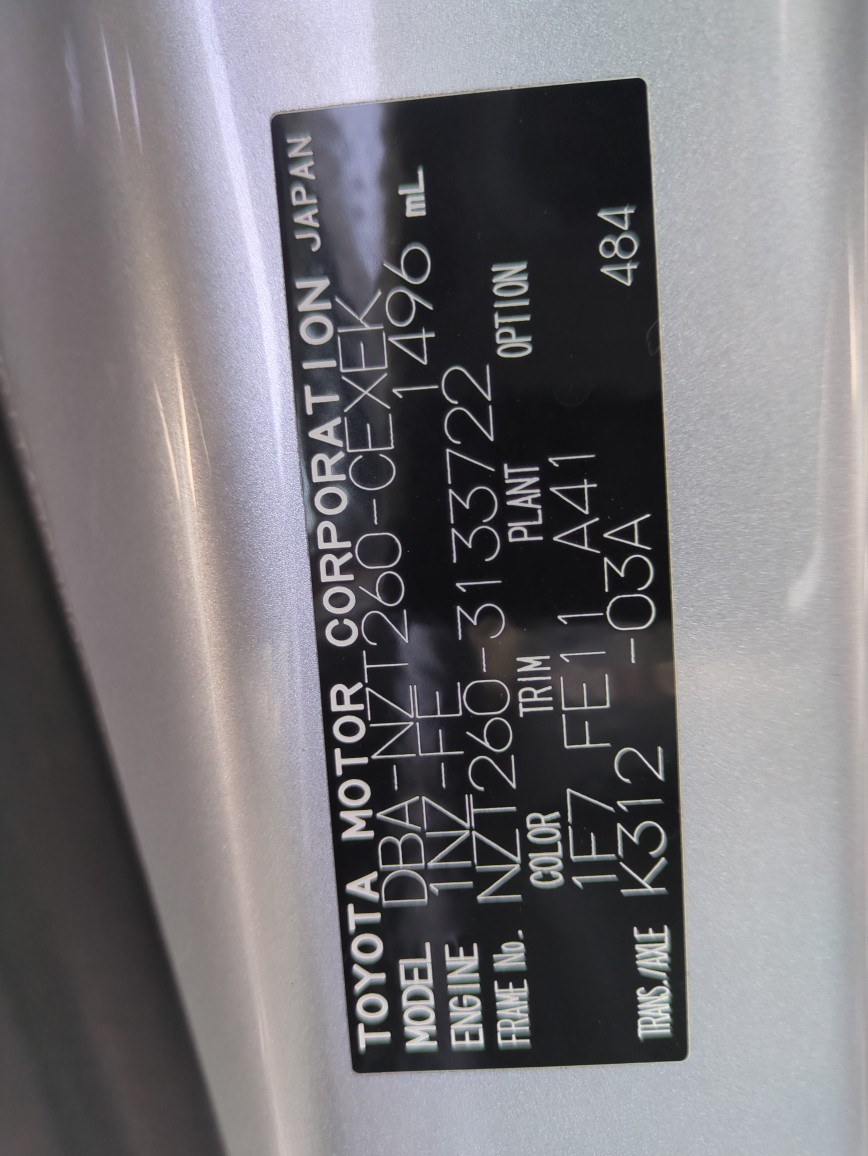 TOYOTA MOTOR CORPORATION JAPAN
MODEL DBA-NZT260-CEXEK
ENGINE 1NZ-FE 1496 mL
FRAME No. NZT260-3133722
COLOR TRIM PLANT OPTION
1F7 FE11 A41
TRANS./AXLE K312 -03A 484